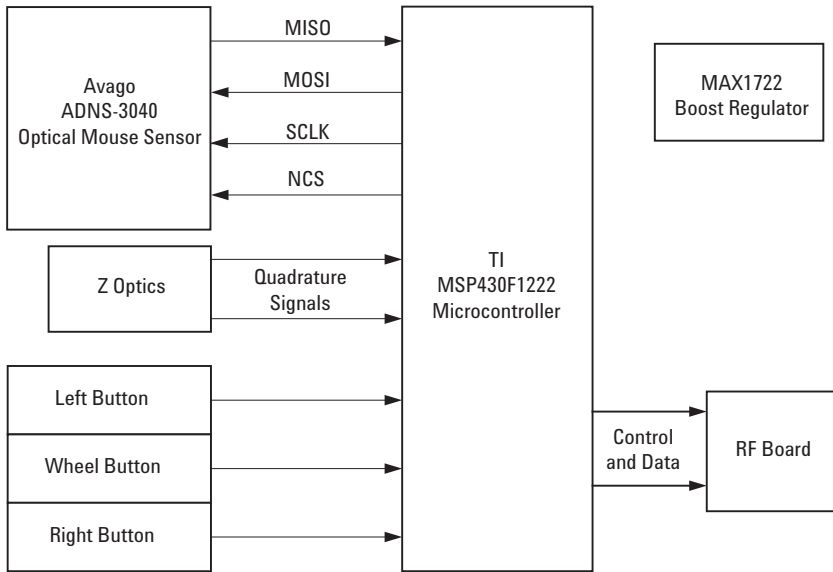 Avago
ADNS-3040
Optical Mouse Sensor
MISO
MOSI
SCLK
NCS
Z Optics
Quadrature
Signals
Left Button
Wheel Button
Right Button
TI
MSP430F1222
Microcontroller
MAX1722
Boost Regulator
Control
and Data
RF Board